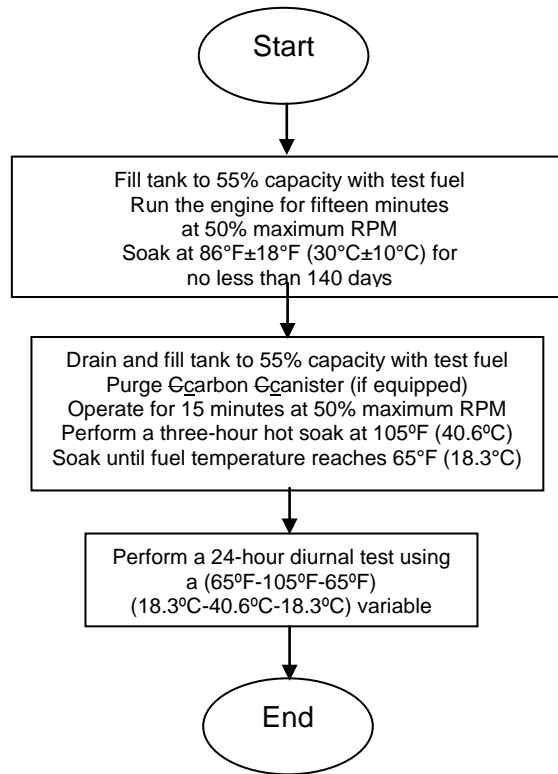 Start
Fill tank to 55% capacity with test fuel
Run the engine for fifteen minutes
at 50% maximum RPM
Soak at 86°F±18°F (30°C±10°C) for
no less than 140 days
Drain and fill tank to 55% capacity with test fuel
Purge Ccarbon Ccanister (if equipped)
Operate for 15 minutes at 50% maximum RPM
Perform a three-hour hot soak at 105ºF (40.6ºC)
Soak until fuel temperature reaches 65°F (18.3°C)
Perform a 24-hour diurnal test using
a (65ºF-105ºF-65ºF)
(18.3ºC-40.6ºC-18.3ºC) variable
End